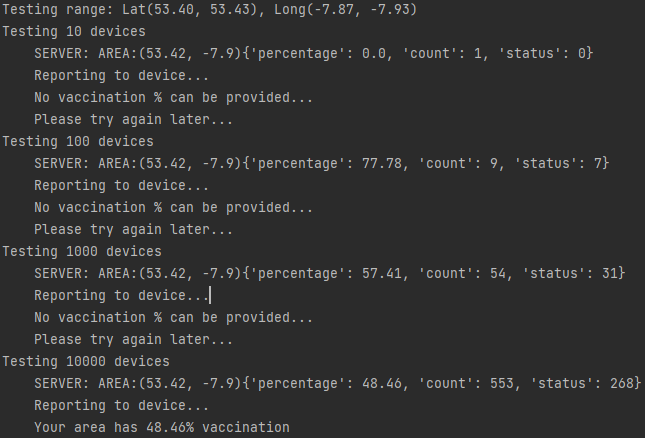 Testing range: Lat(53.40, 53.43), Long(-7.87, -7.93)
Testing 10 devices
    SERVER: AREA:(53.42, -7.9){'percentage': 0.0, 'count': 1, 'status': 0}
    Reporting to device...
    No vaccination % can be provided...
    Please try again later...
Testing 100 devices
    SERVER: AREA:(53.42, -7.9){'percentage': 77.78, 'count': 9, 'status': 7}
    Reporting to device...
    No vaccination % can be provided...
    Please try again later...
Testing 1000 devices
    SERVER: AREA:(53.42, -7.9){'percentage': 57.41, 'count': 54, 'status': 31}
    Reporting to device...
    No vaccination % can be provided...
    Please try again later...
Testing 10000 devices
    SERVER: AREA:(53.42, -7.9){'percentage': 48.46, 'count': 553, 'status': 268}
    Reporting to device...
    Your area has 48.46% vaccination